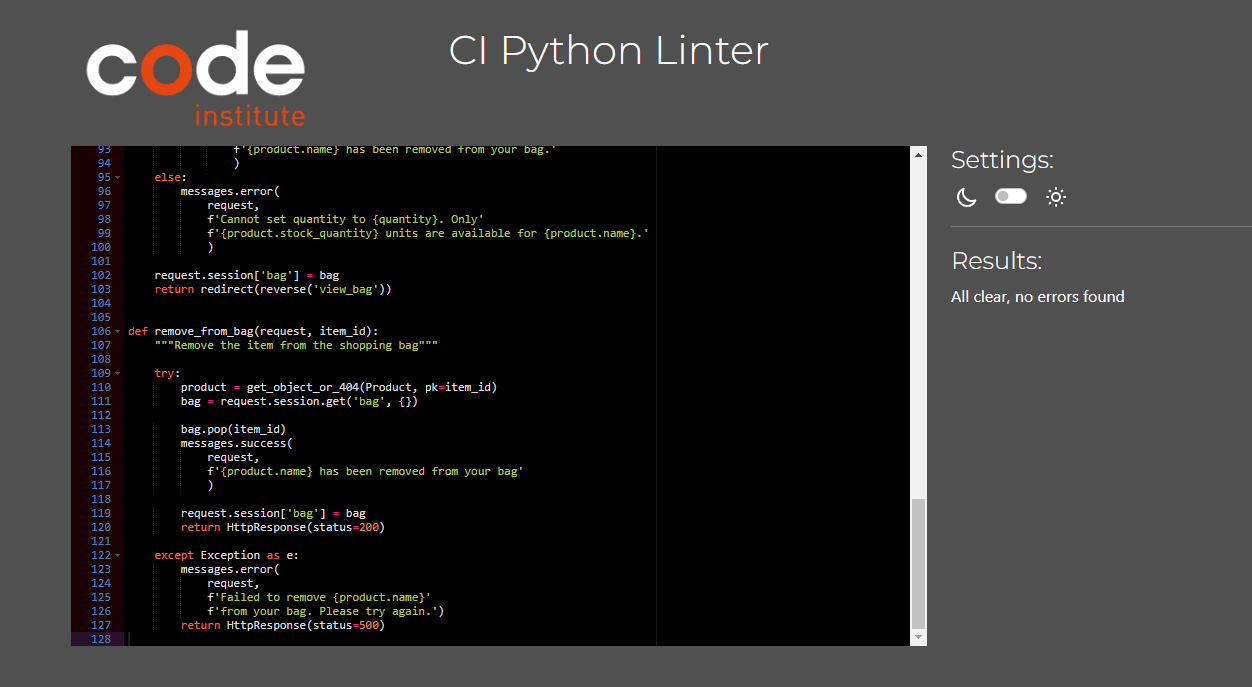 code
institute
CI Python Linter
93 f'{product.name} has been removed from your bag.'
94 )
95 else:
96 messages.error(
97 request,
98 f'Cannot set quantity to {quantity}. Only'
99 f'{product.stock_quantity} units are available for {product.name}.'
100 )
101
102 request.session['bag'] = bag
103 return redirect(reverse('view_bag'))
104
105
106 def remove_from_bag(request, item_id):
107 """Remove the item from the shopping bag"""
108
109 try:
110 product = get_object_or_404(Product, pk=item_id)
111 bag = request.session.get('bag', {})
112
113 bag.pop(item_id)
114 messages.success(
115 request,
116 f'{product.name} has been removed from your bag'
117 )
118
119 request.session['bag'] = bag
120 return HttpResponse(status=200)
121
122 except Exception as e:
123 messages.error(
124 request,
125 f'Failed to remove {product.name}'
126 f'from your bag. Please try again.')
127 return HttpResponse(status=500)
128
Settings:
Results:
All clear, no errors found